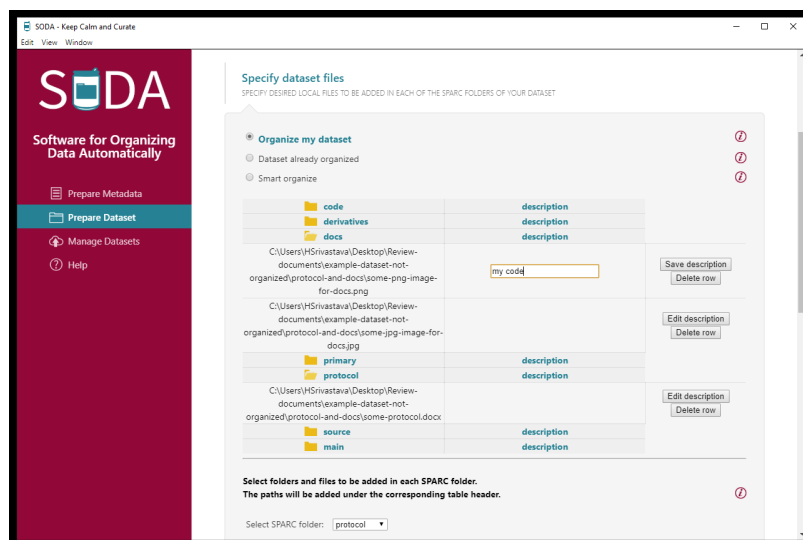 SODA - Keep Calm and Curate
Edit View Window
SODA
Software for Organizing
Data Automatically
Prepare Metadata
Prepare Dataset
Manage Datasets
Help
Specify dataset files
SPECIFY DESIRED LOCAL FILES TO BE ADDED IN EACH OF THE SPARC FOLDERS OF YOUR DATASET
Organize my dataset
Dataset already organized
Smart organize
code description
derivatives description
docs description
C:\Users\HSrivastava\Desktop\Review-
documents\example-dataset-not-
organized\protocol-and-docs\some-png-image-
for-docs.png
my code
Save description
Delete row
C:\Users\HSrivastava\Desktop\Review-
documents\example-dataset-not-
organized\protocol-and-docs\some-jpg-image-for-
docs.jpg
Edit description
Delete row
primary description
protocol description
C:\Users\HSrivastava\Desktop\Review-
documents\example-dataset-not-
organized\protocol-and-docs\some-protocol.docx
Edit description
Delete row
source description
main description
Select folders and files to be added in each SPARC folder.
The paths will be added under the corresponding table header.
Select SPARC folder: protocol